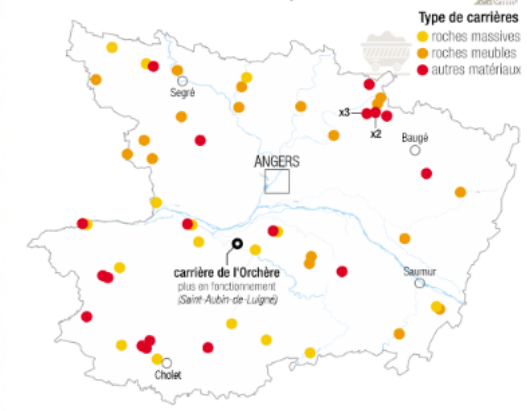 Type de carrières
roches massives
roches meubles
autres matériaux
Segré
x3
x2
Baugé
ANGERS
carrière de l'Orchère
plus en fonctionnement
(Saint-Aubin-de-Luigné)
Saumur
Cholet